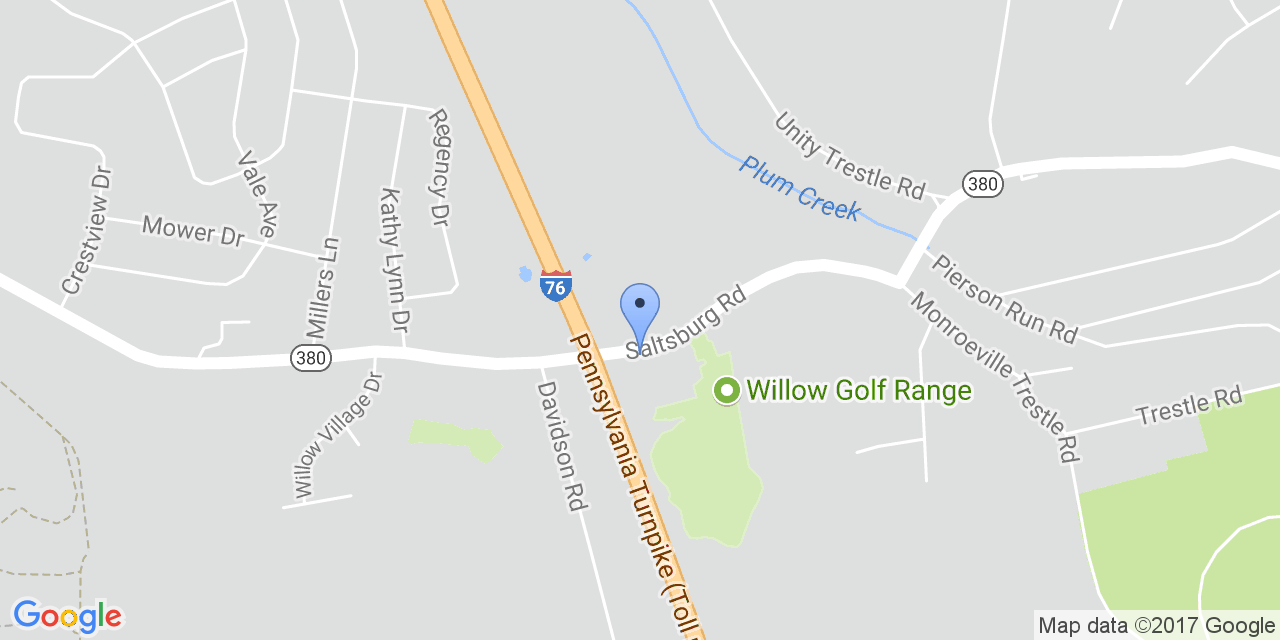 Regency Dr
Unity Trestle Rd
Vale Ave
Plum Creek
380
Crestview Dr
Mower Dr
Kathy Lynn Dr
Millers Ln
76
Pierson Run Rd
Saltsburg Rd
Monroeville Trestle Rd
380
Pennsylvania Turnpike (Toll
Willow Village Dr
Davidson Rd
Willow Golf Range
Trestle Rd
Google
Map data ©2017 Google